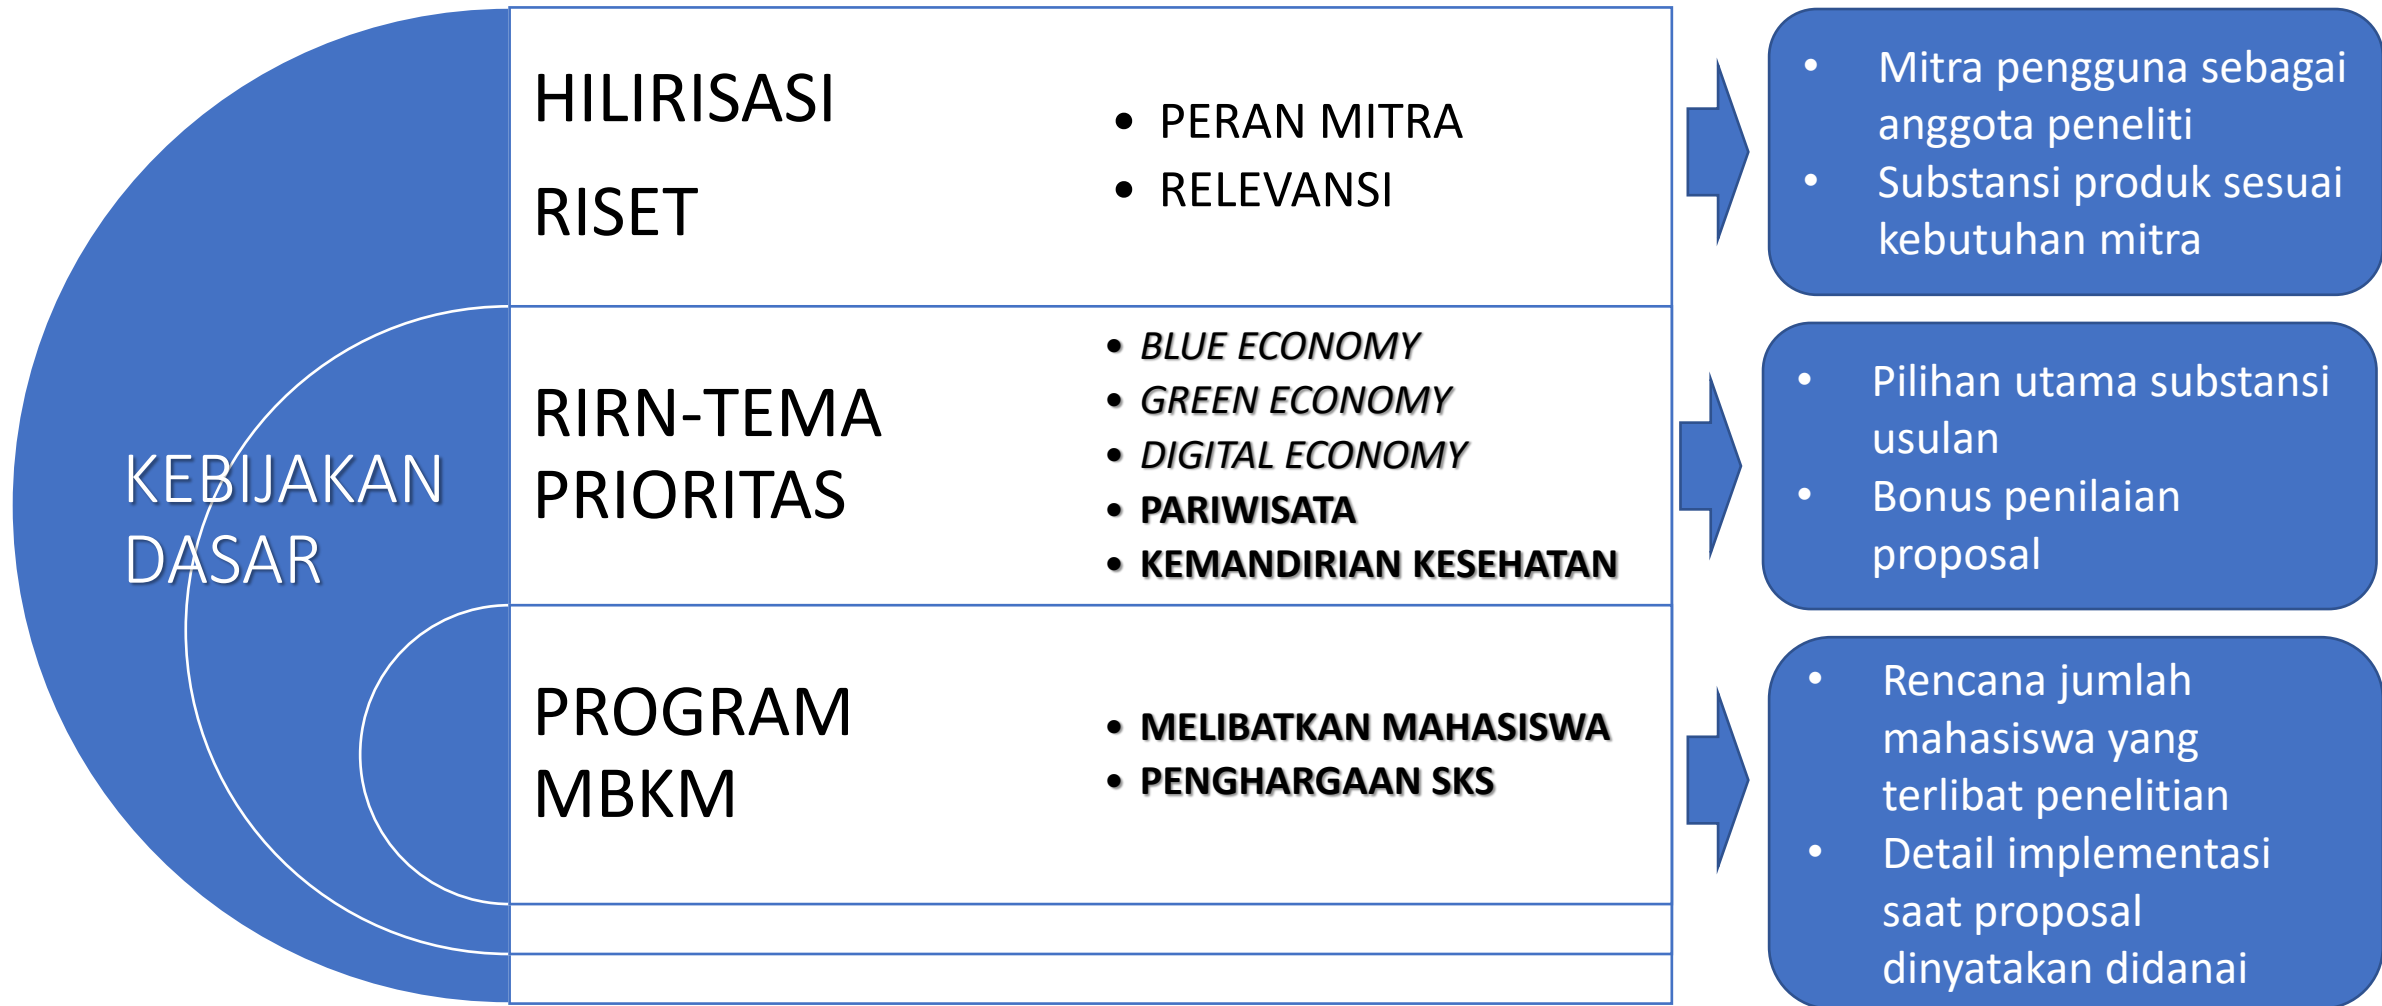 KEBIJAKAN
DASAR
HILIRISASI
RISET
• PERAN MITRA
• RELEVANSI
• Mitra pengguna sebagai
anggota peneliti
• Substansi produk sesuai
kebutuhan mitra
RIRN-TEMA
PRIORITAS
• BLUE ECONOMY
• GREEN ECONOMY
• DIGITAL ECONOMY
• PARIWISATA
• KEMANDIRIAN KESEHATAN
• Pilihan utama substansi
usulan
• Bonus penilaian
proposal
PROGRAM
MBKM
• MELIBATKAN MAHASISWA
• PENGHARGAAN SKS
• Rencana jumlah
mahasiswa yang
terlibat penelitian
• Detail implementasi
saat proposal
dinyatakan didanai